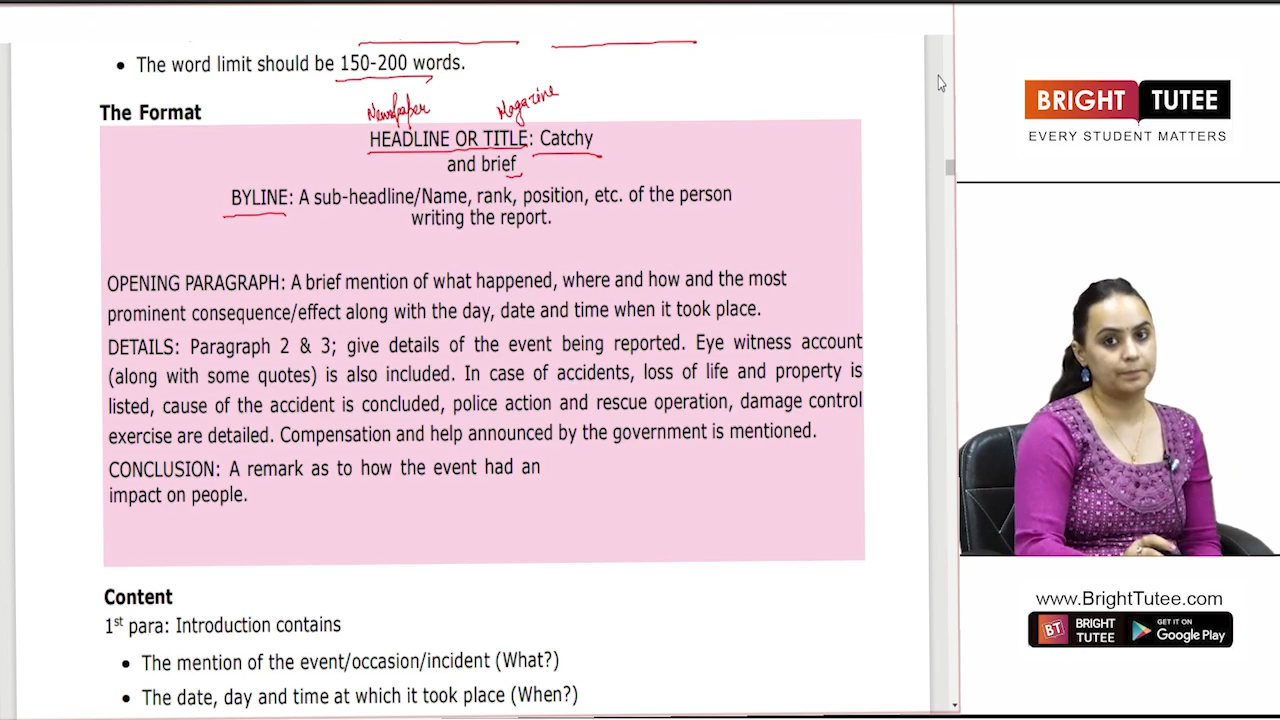 • The word limit should be 150-200 words.
The Format
Newspaper Magazine
HEADLINE OR TITLE: Catchy
and brief
BYLINE: A sub-headline/Name, rank, position, etc. of the person
writing the report.
OPENING PARAGRAPH: A brief mention of what happened, where and how and the most
prominent consequence/effect along with the day, date and time when it took place.
DETAILS: Paragraph 2 & 3; give details of the event being reported. Eye witness account
(along with some quotes) is also included. In case of accidents, loss of life and property is
listed, cause of the accident is concluded, police action and rescue operation, damage control
exercise are detailed. Compensation and help announced by the government is mentioned.
CONCLUSION: A remark as to how the event had an
impact on people.
Content
1st para: Introduction contains
• The mention of the event/occasion/incident (What?)
• The date, day and time at which it took place (When?)
BRIGHT TUTEE
EVERY STUDENT MATTERS
www.BrightTutee.com
BT BRIGHT TUTEE
GET IT ON
Google Play